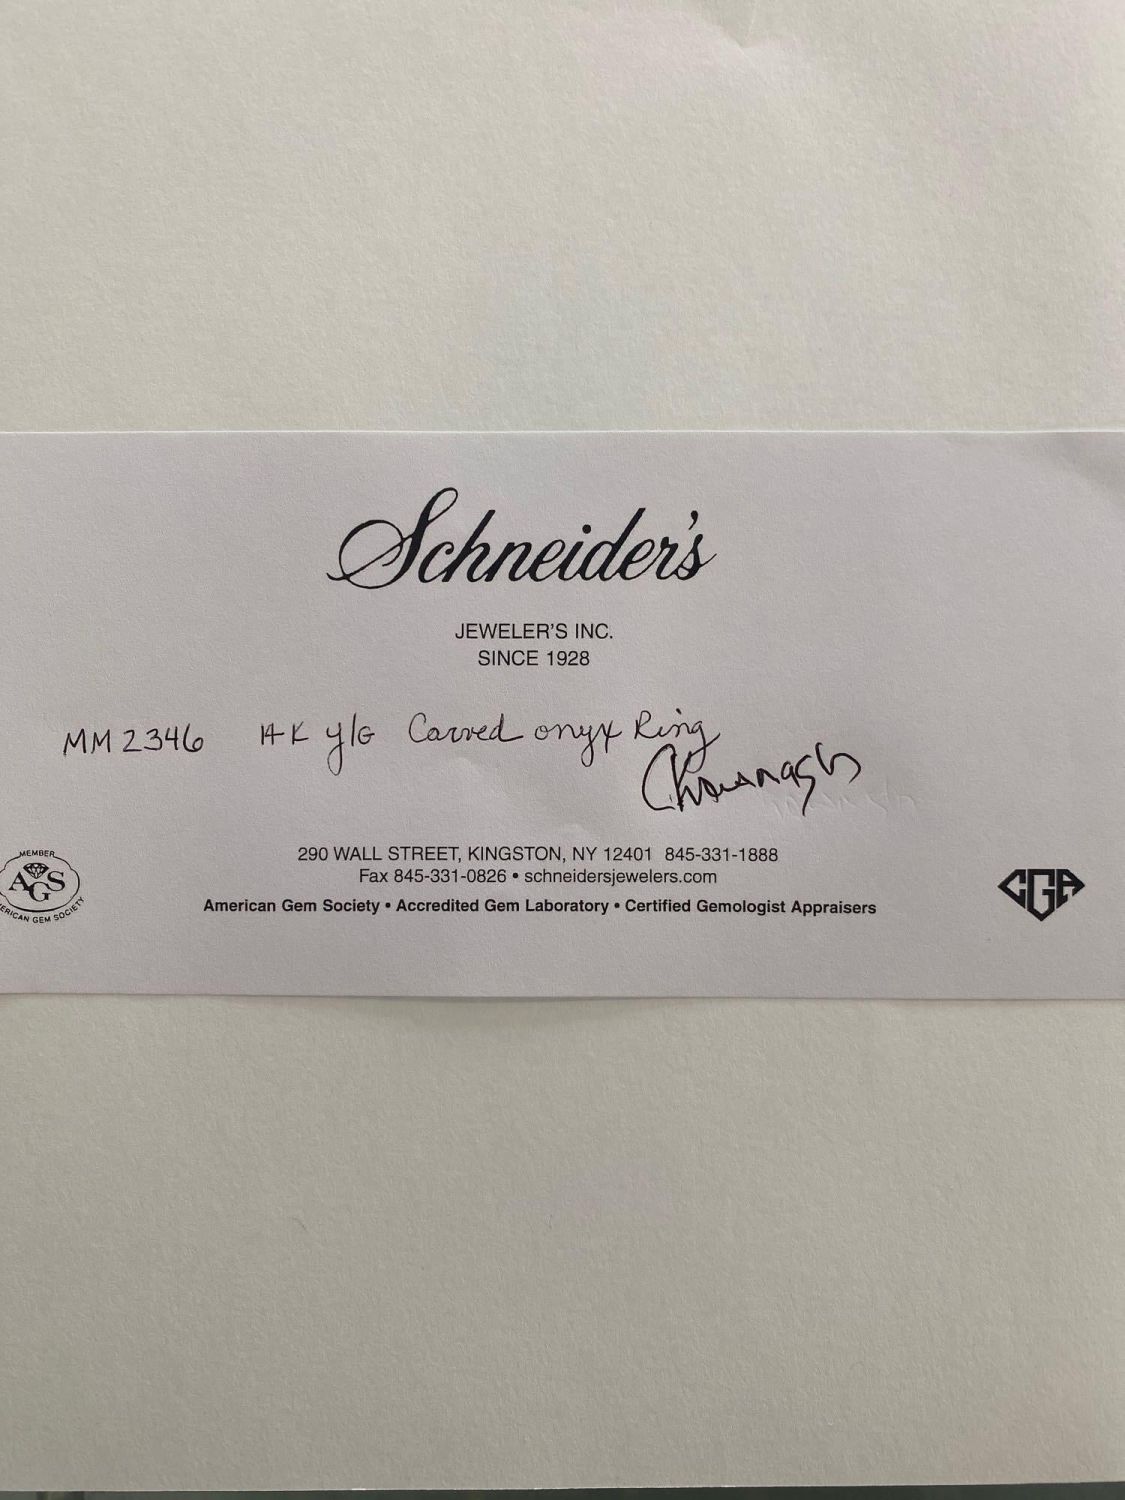 Schneider's
JEWELER'S INC.
SINCE 1928
MM2346 14K y/G Carved onyx Ring
290 WALL STREET, KINGSTON, NY 12401 845-331-1888
Fax 845-331-0826 • schneidersjewelers.com
American Gem Society • Accredited Gem Laboratory • Certified Gemologist Appraisers
MEMBER
AGS
ERICAN GEM SOCIETY
CGA